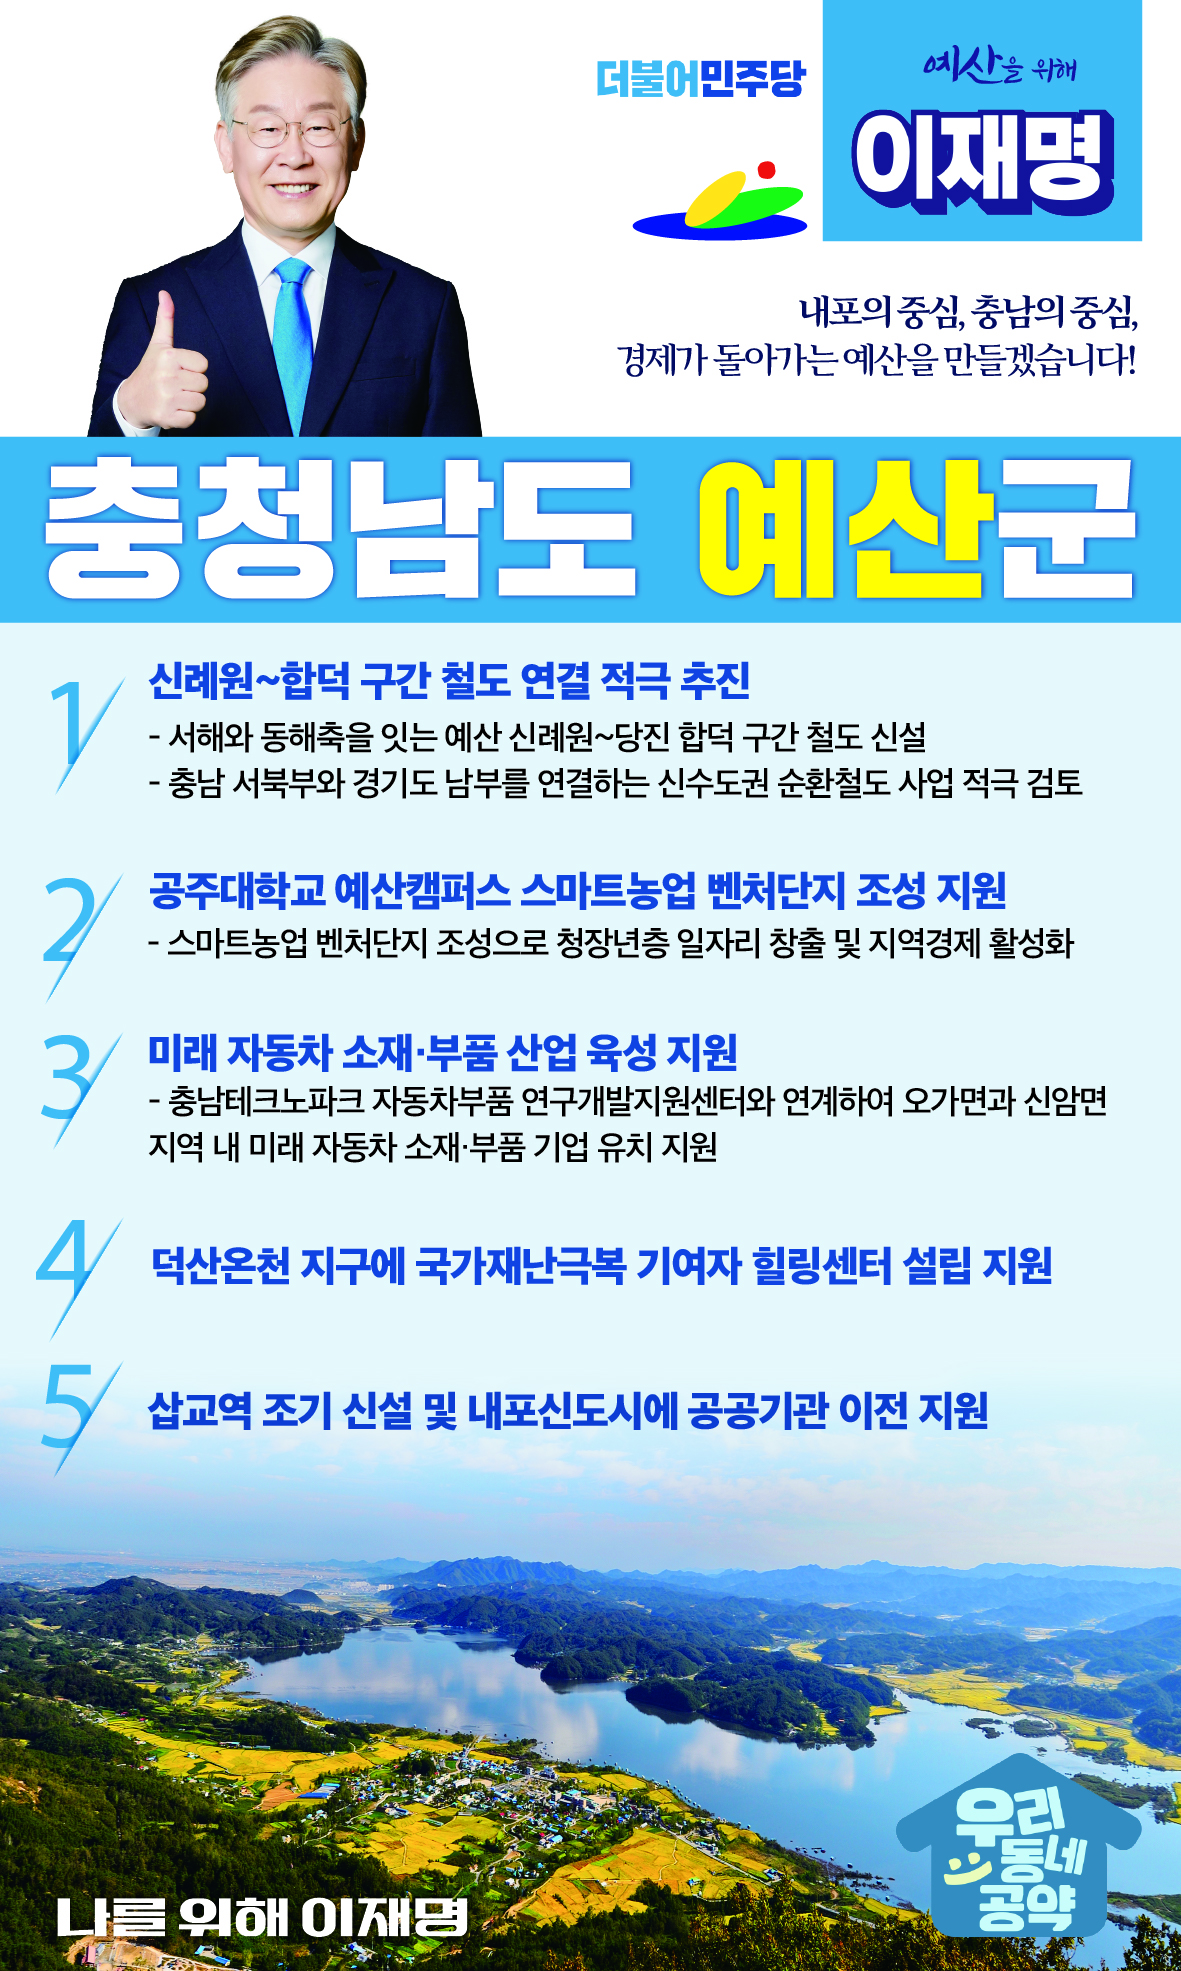 더불어민주당
예산을 위해
이재명
내포의 중심, 충남의 중심,
경제가 돌아가는 예산을 만들겠습니다!
충청남도 예산군
1 신례원~합덕 구간 철도 연결 적극 추진
- 서해와 동해축을 잇는 예산 신례원~당진 합덕 구간 철도 신설
- 충남 서북부와 경기도 남부를 연결하는 신수도권 순환철도 사업 적극 검토
2 공주대학교 예산캠퍼스 스마트농업 벤처단지 조성 지원
- 스마트농업 벤처단지 조성으로 청장년층 일자리 창출 및 지역경제 활성화
3 미래 자동차 소재·부품 산업 육성 지원
- 충남테크노파크 자동차부품 연구개발지원센터와 연계하여 오가면과 신암면
지역 내 미래 자동차 소재·부품 기업 유치 지원
4 덕산온천 지구에 국가재난극복 기여자 힐링센터 설립 지원
5 삽교역 조기 신설 및 내포신도시에 공공기관 이전 지원
우리
동네
공약
나를 위해 이재명